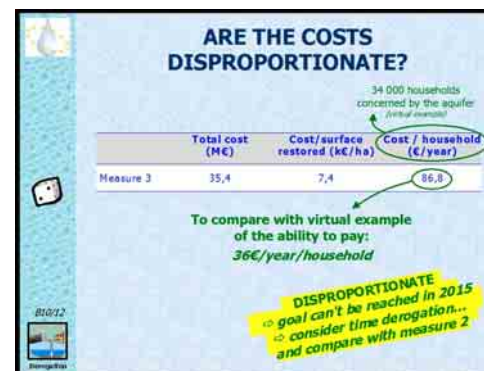 ARE THE COSTS
DISPROPORTIONATE?
34 000 households
concerned by the aquifer
(virtual example)
Total cost Cost/surface Cost / household
(M€) restored (k€/ha) (€/year)
Measure 3 35,4 7,4 86,8
To compare with virtual example
of the ability to pay:
36€/year/household
DISPROPORTIONATE
⇨ goal can't be reached in 2015
⇨ consider time derogation...
and compare with measure 2
B10/12
Derogation